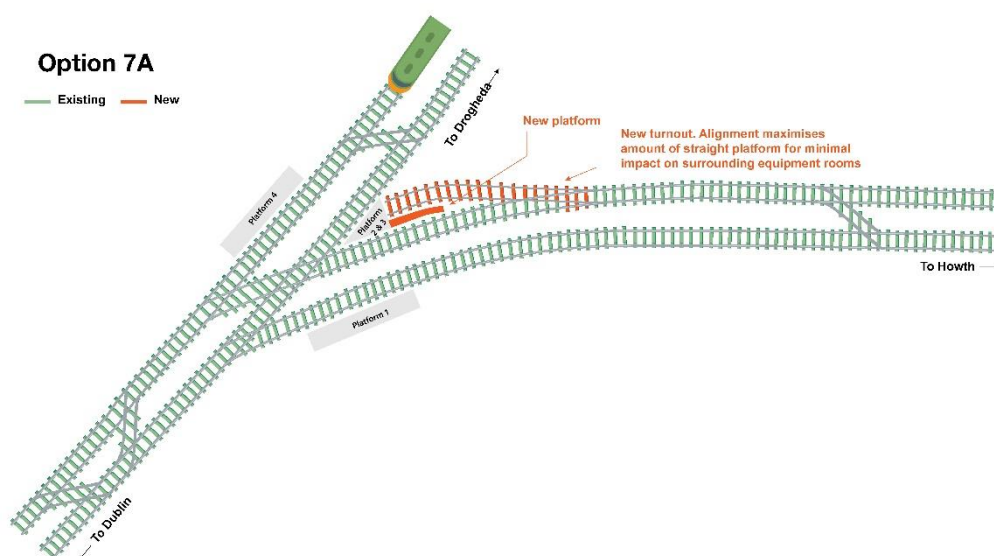 Option 7A
Existing
New
To Drogheda
New platform
New turnout. Alignment maximises
amount of straight platform for minimal
impact on surrounding equipment rooms
Platform 4
Platform
2 & 3
Platform 1
To Howth
To Dublin